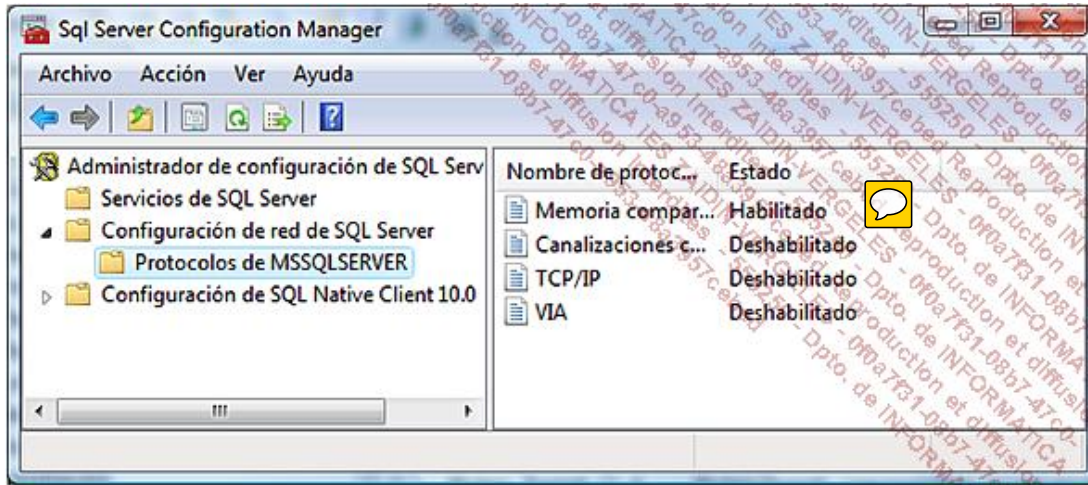 Sql Server Configuration Manager
Archivo Acción Ver Ayuda
Administrador de configuración de SQL Serv
Servicios de SQL Server
Configuración de red de SQL Server
Protocolos de MSSQLSERVER
Configuración de SQL Native Client 10.0
Nombre de protoc... Estado
Memoria compar... Habilitado
Canalizaciones c... Deshabilitado
TCP/IP Deshabilitado
VIA Deshabilitado